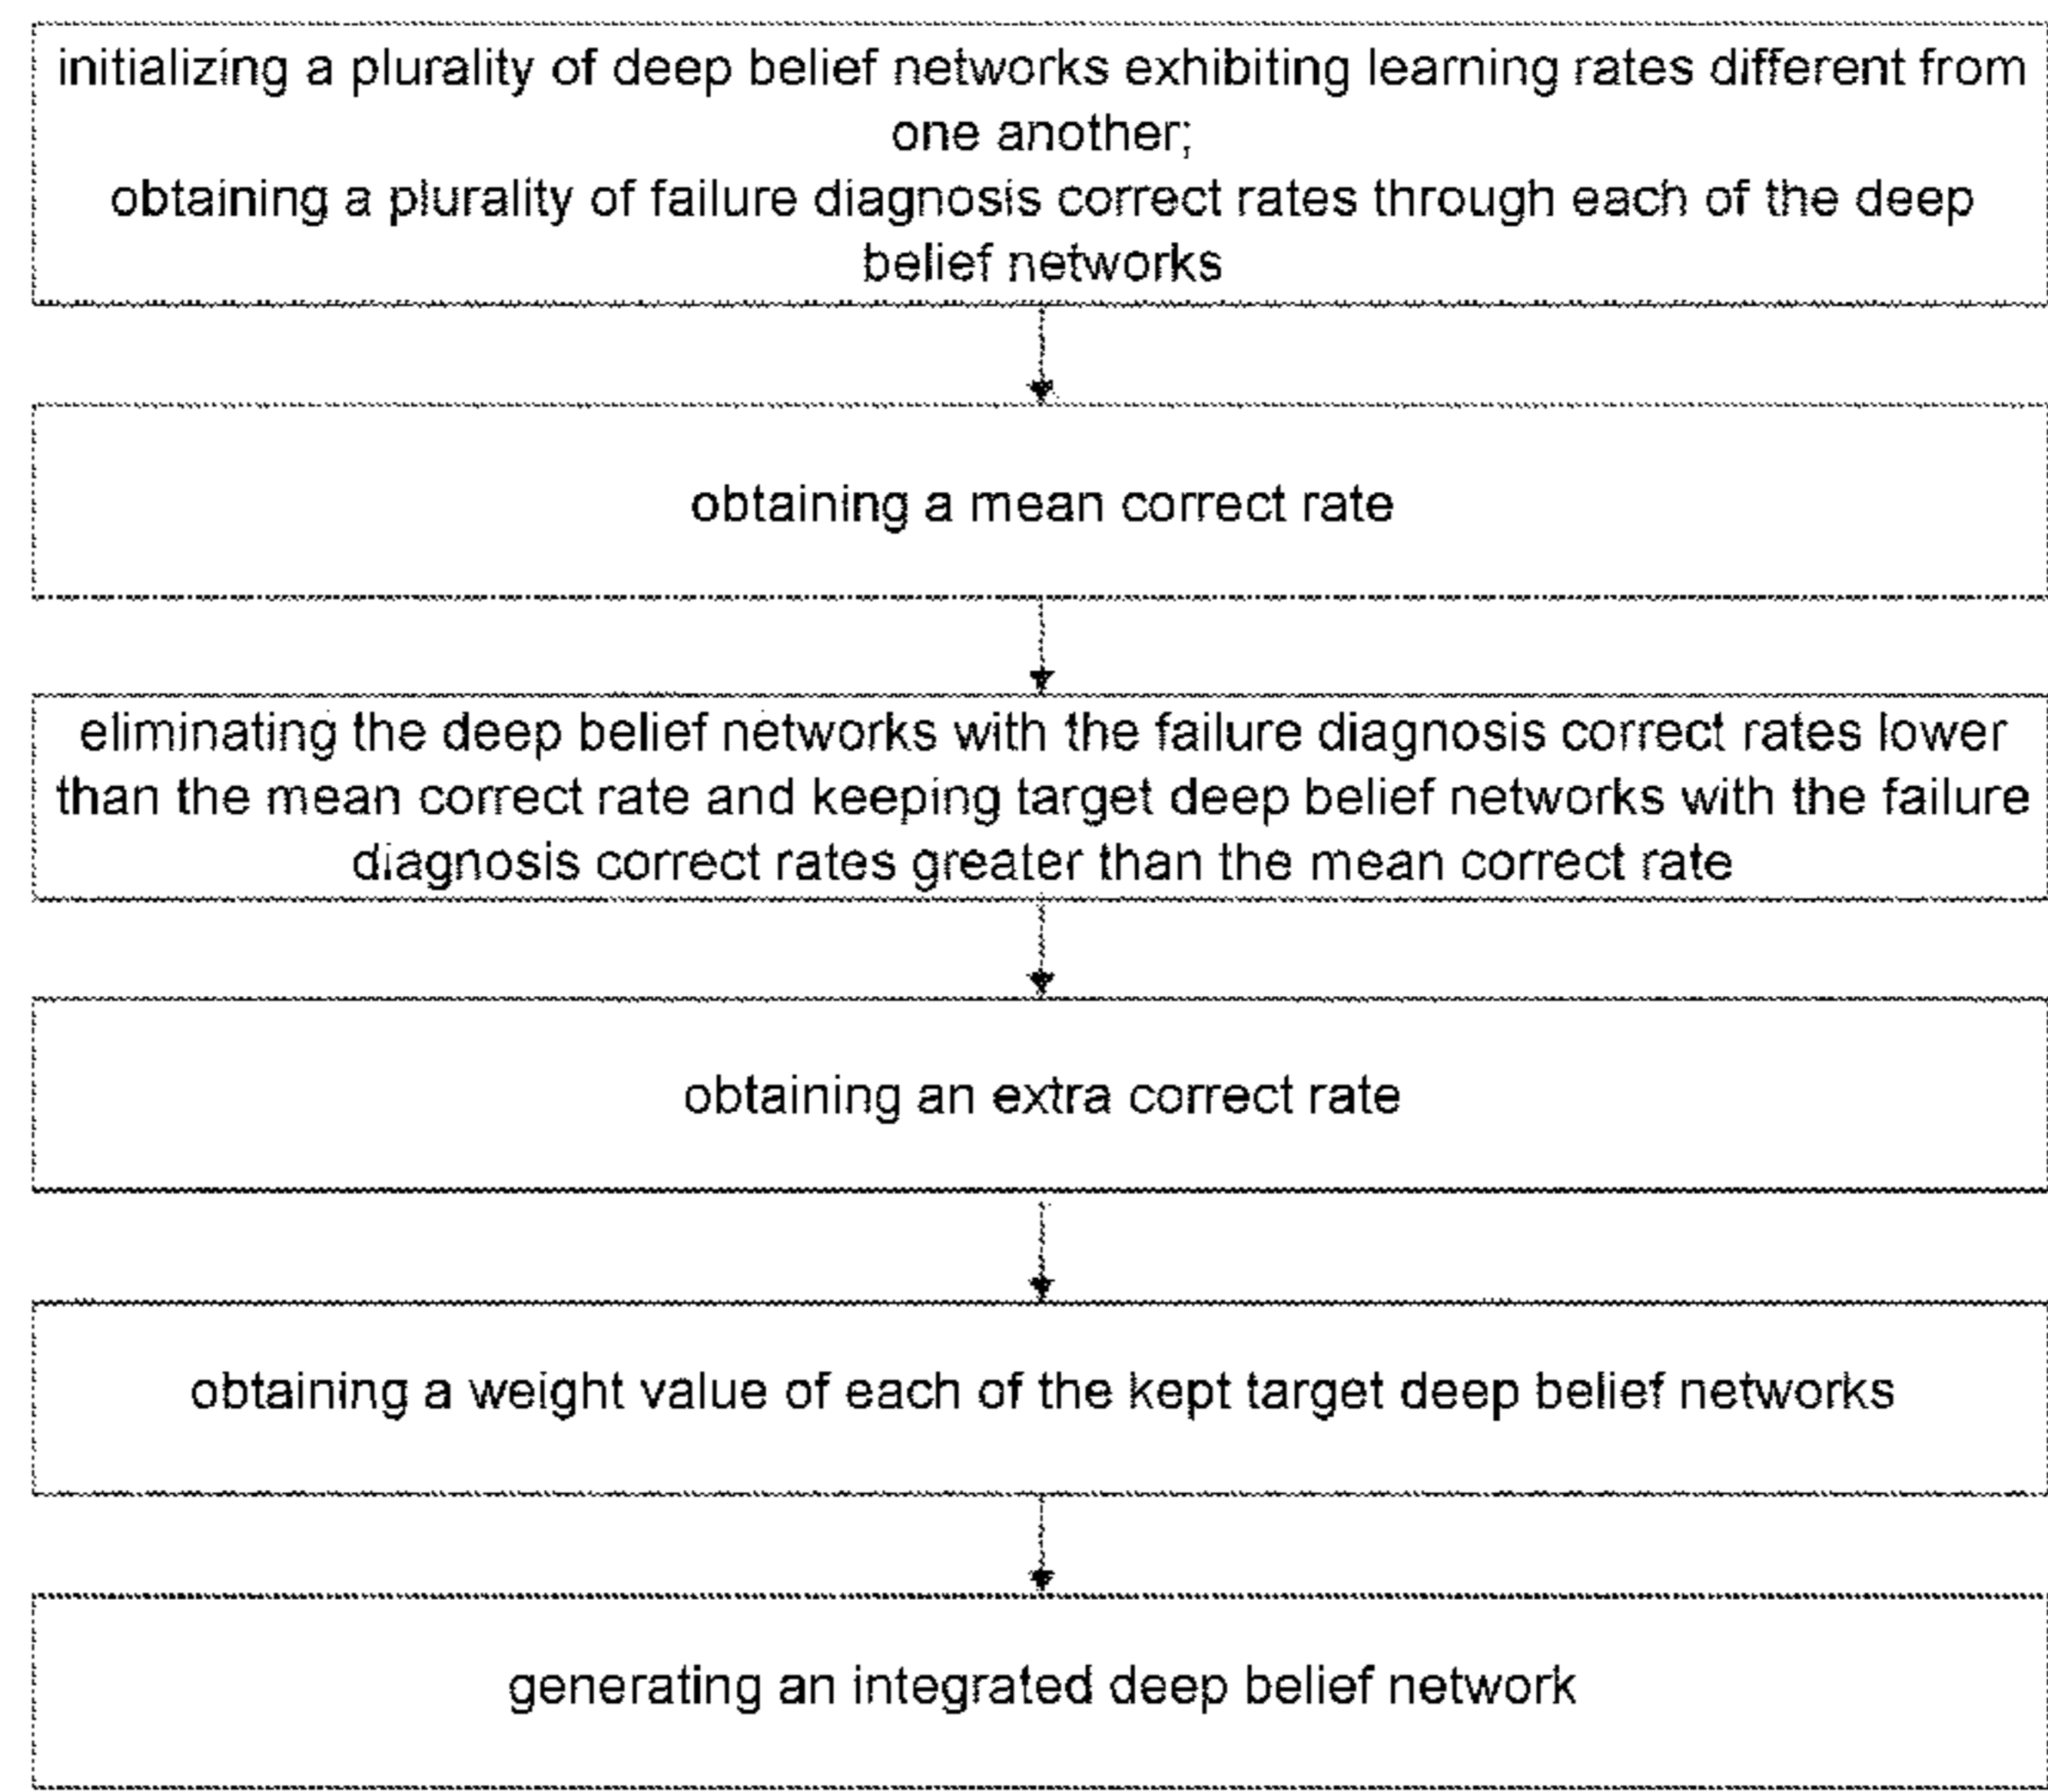 initializing a plurality of deep belief networks exhibiting learning rates different from
one another;
obtaining a plurality of failure diagnosis correct rates through each of the deep
belief networks
obtaining a mean correct rate
eliminating the deep belief networks with the failure diagnosis correct rates lower
than the mean correct rate and keeping target deep belief networks with the failure
diagnosis correct rates greater than the mean correct rate
obtaining an extra correct rate
obtaining a weight value of each of the kept target deep belief networks
generating an integrated deep belief network